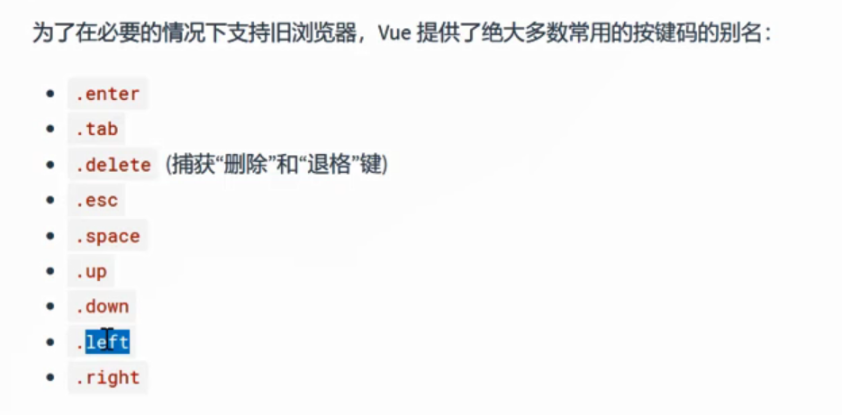 为了在必要的情况下支持旧浏览器，Vue 提供了绝大多数常用的按键码的别名：
.enter
.tab
.delete (捕获“删除”和“退格”键)
.esc
.space
.up
.down
.left
.right